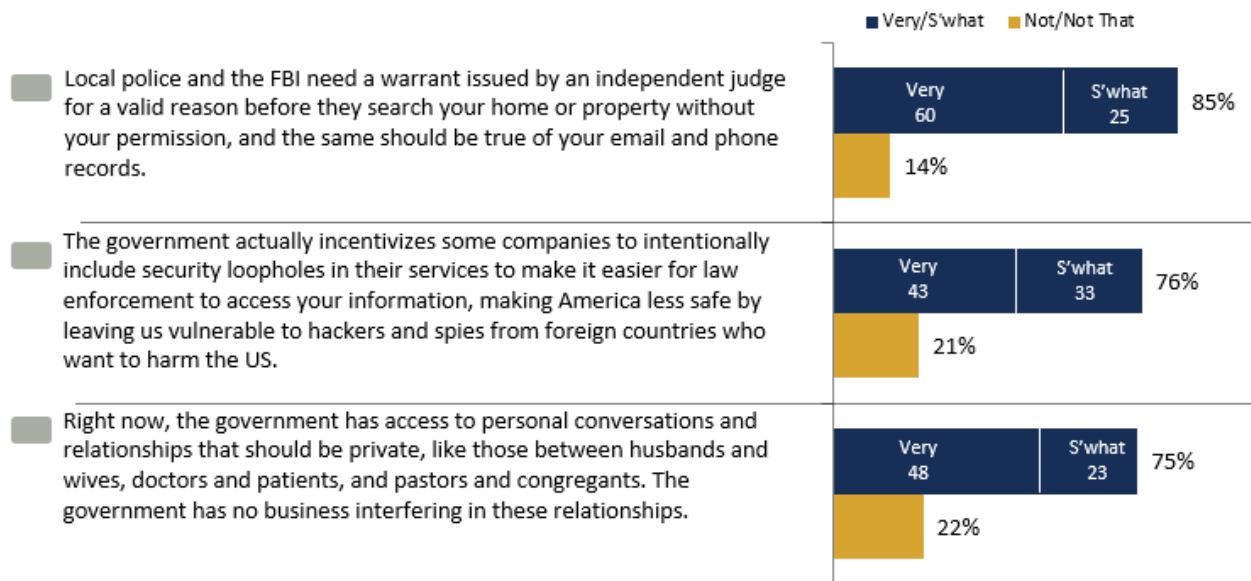 Very/S'what Not/Not That
Local police and the FBI need a warrant issued by an independent judge
for a valid reason before they search your home or property without
your permission, and the same should be true of your email and phone
records.
Very S'what
60 25
85%
14%
The government actually incentivizes some companies to intentionally
include security loopholes in their services to make it easier for law
enforcement to access your information, making America less safe by
leaving us vulnerable to hackers and spies from foreign countries who
want to harm the US.
Very S'what
43 33
76%
21%
Right now, the government has access to personal conversations and
relationships that should be private, like those between husbands and
wives, doctors and patients, and pastors and congregants. The
government has no business interfering in these relationships.
Very S'what
48 23
75%
22%